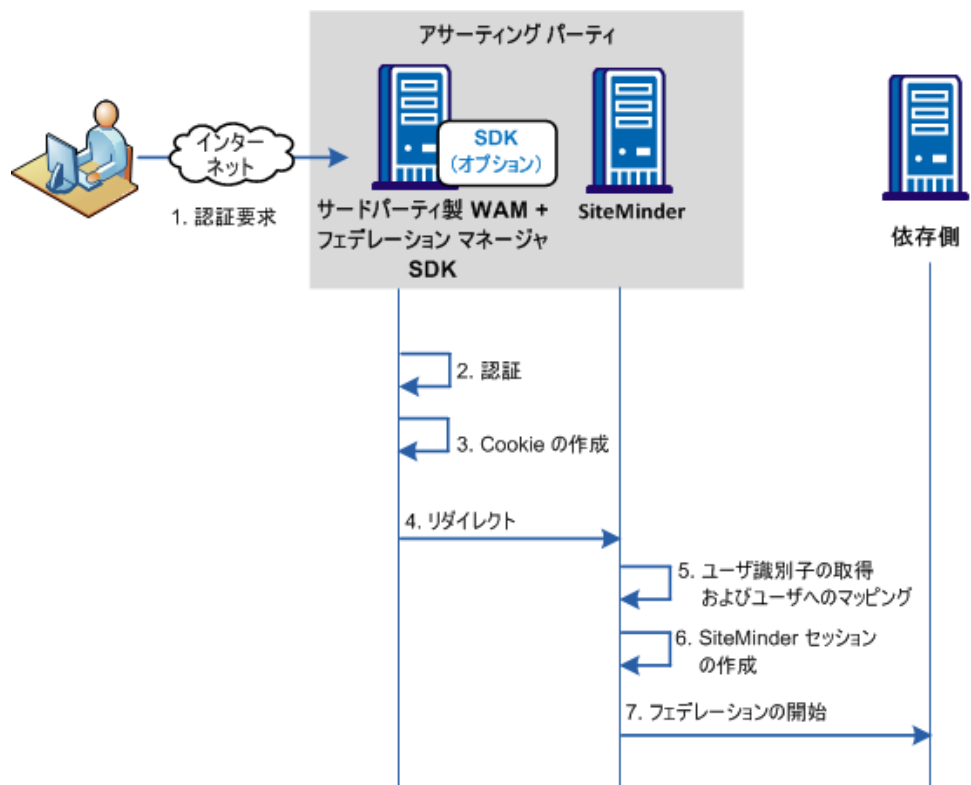 アサーティング パーティ
SDK
(オプション)
インター
ネット
1. 認証要求
サードパーティ製 WAM +
フェデレーション マネージャ
SDK
SiteMinder
依存側
2. 認証
3. Cookie の作成
4. リダイレクト
5. ユーザ識別子の取得
およびユーザへのマッピング
6. SiteMinder セッション
の作成
7. フェデレーションの開始